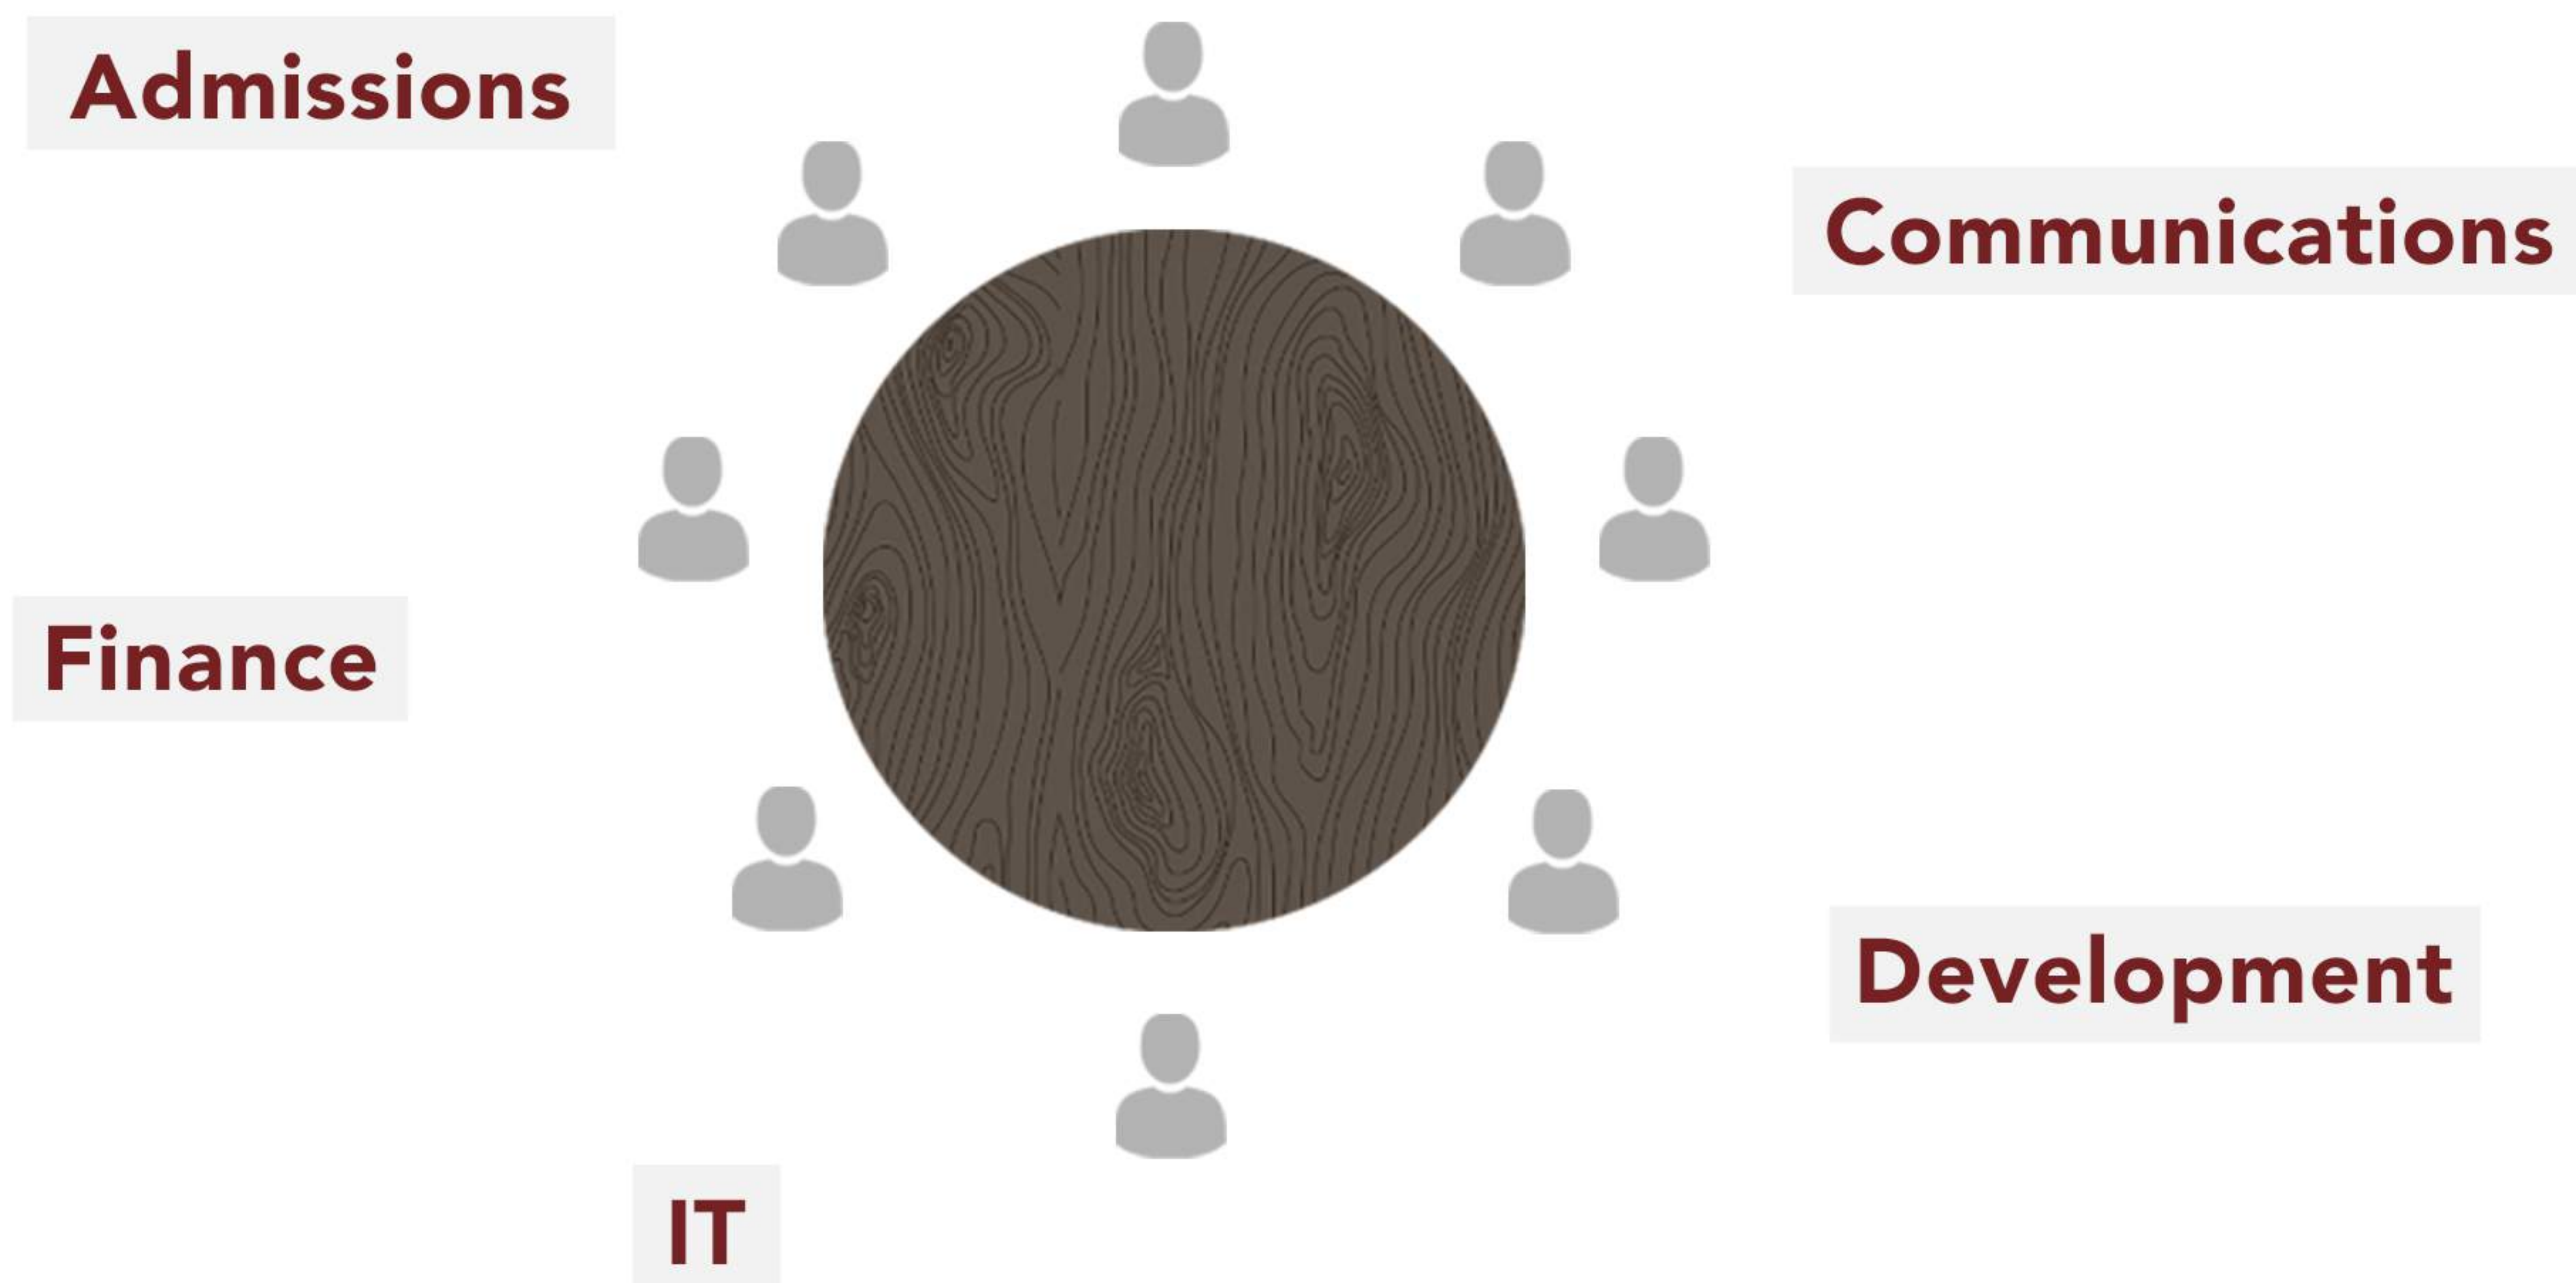 Admissions
Communications
Finance
Development
IT